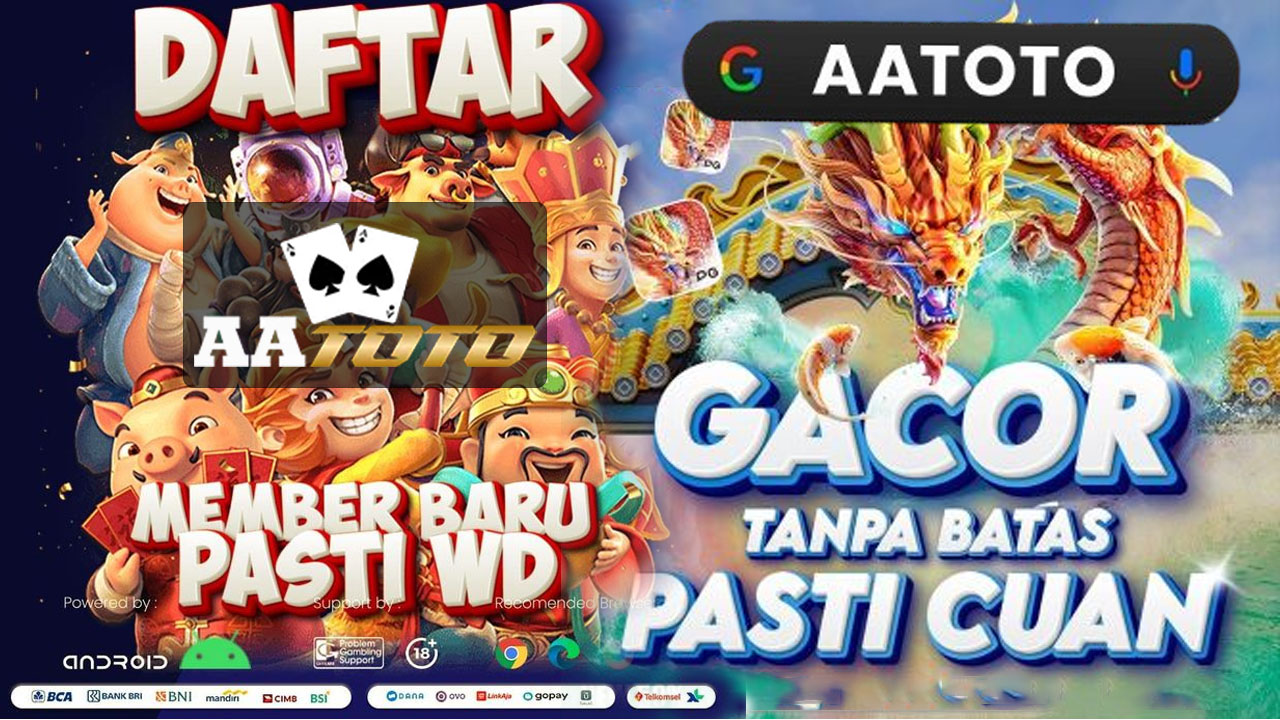 DAFTAR
AATOTO
MEMBER BARU
PASTI WD
Powered by :
Support by :
Recomended
ANDROID
G
GAMCARE
Problem
Gambling
Support
18+
BCA
BANK BRI
BNI
mandiri
CIMB
BSI
DANA
OVO
LinkAja
gopay
Telkomsel
XL
G AATOTO
PG
PG
GACOR
TANPA BATAS
PASTI CUAN